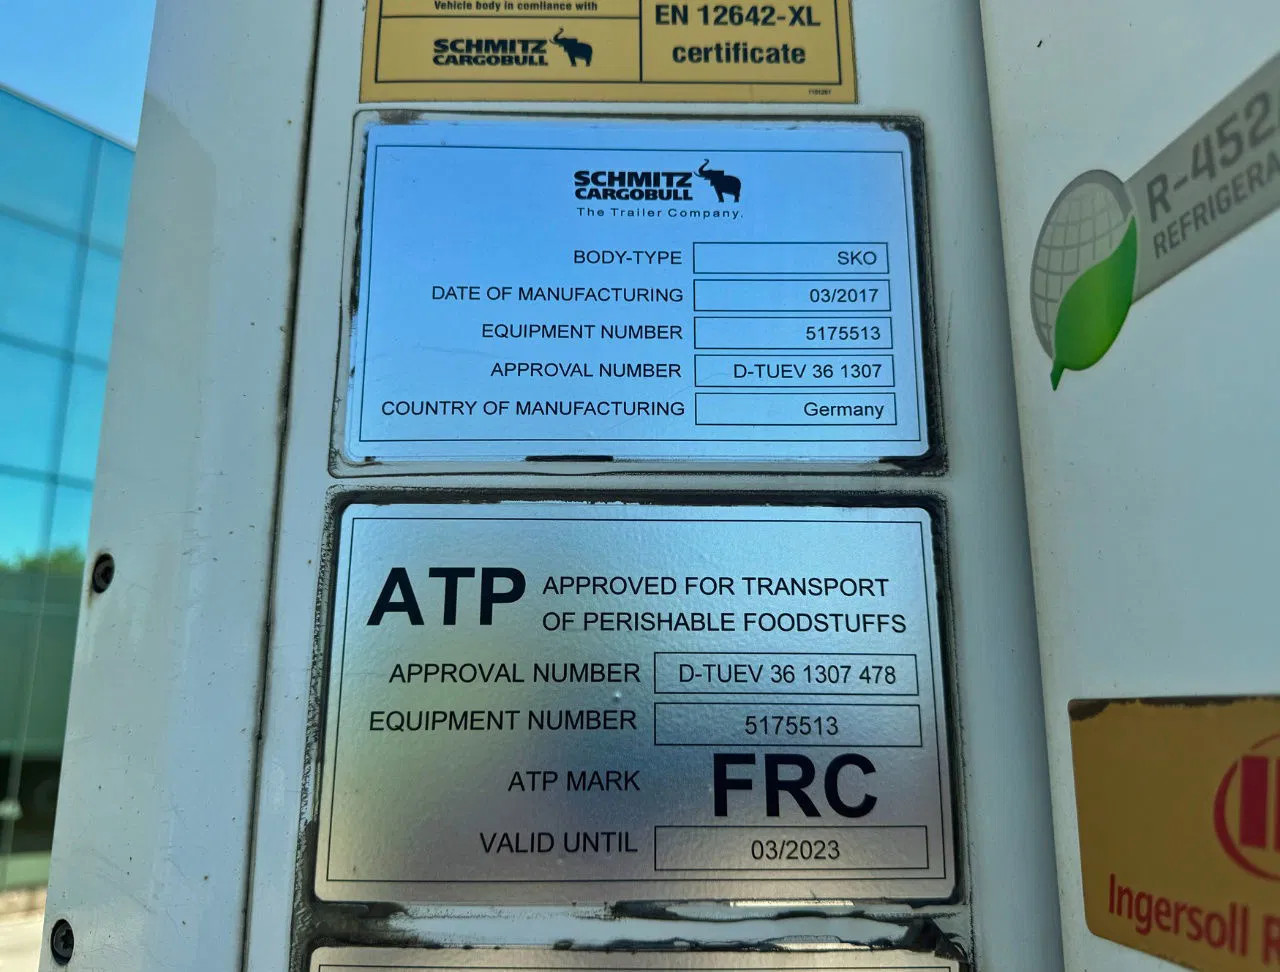 Vehicle body in comliance with
SCHMITZ
CARGOBULL
EN 12642-XL
certificate
SCHMITZ
CARGOBULL
The Trailer Company.
BODY-TYPE SKO
DATE OF MANUFACTURING 03/2017
EQUIPMENT NUMBER 5175513
APPROVAL NUMBER D-TUEV 36 1307
COUNTRY OF MANUFACTURING Germany
ATP APPROVED FOR TRANSPORT
OF PERISHABLE FOODSTUFFS
APPROVAL NUMBER D-TUEV 36 1307 478
EQUIPMENT NUMBER 5175513
ATP MARK FRC
VALID UNTIL 03/2023
R-452
REFRIGERA
Ingersoll R